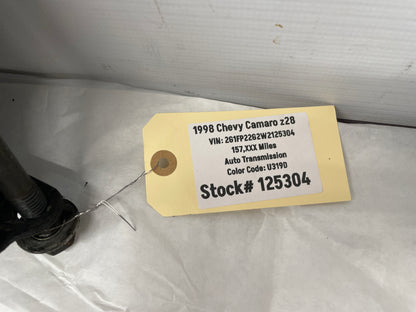 1998 Chevy Camaro z28
VIN: 2G1FP22G2W2125304
157,XXX Miles
Auto Transmission
Color Code: U319D
Stock# 125304